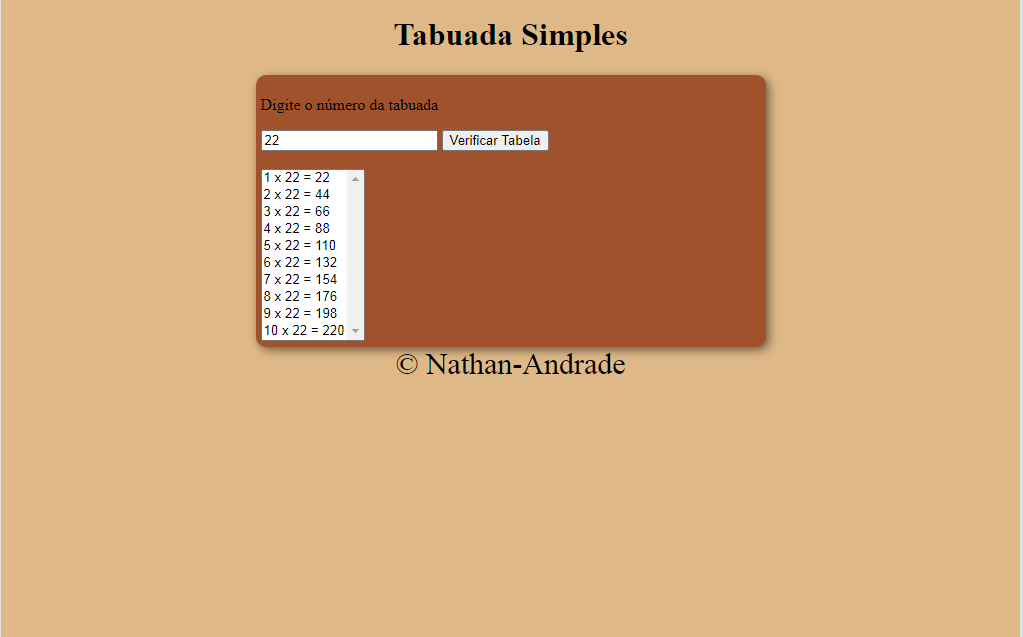 Tabuada Simples
Digite o número da tabuada
22 Verificar Tabela
1 x 22 = 22
2 x 22 = 44
3 x 22 = 66
4 x 22 = 88
5 x 22 = 110
6 x 22 = 132
7 x 22 = 154
8 x 22 = 176
9 x 22 = 198
10 x 22 = 220
© Nathan-Andrade